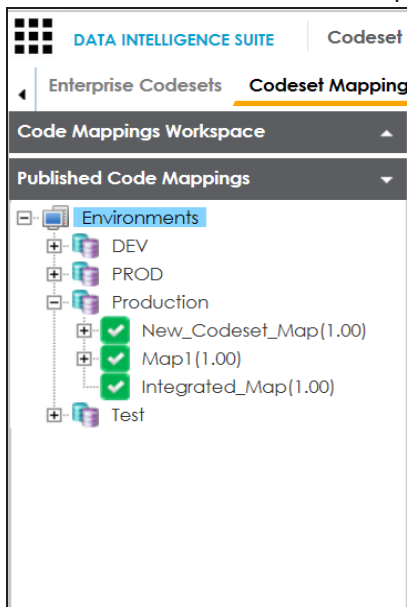 DATA INTELLIGENCE SUITE Codeset
Enterprise Codesets Codeset Mapping
Code Mappings Workspace
Published Code Mappings
Environments
DEV
PROD
Production
New_Codeset_Map(1.00)
Map1(1.00)
Integrated_Map(1.00)
Test